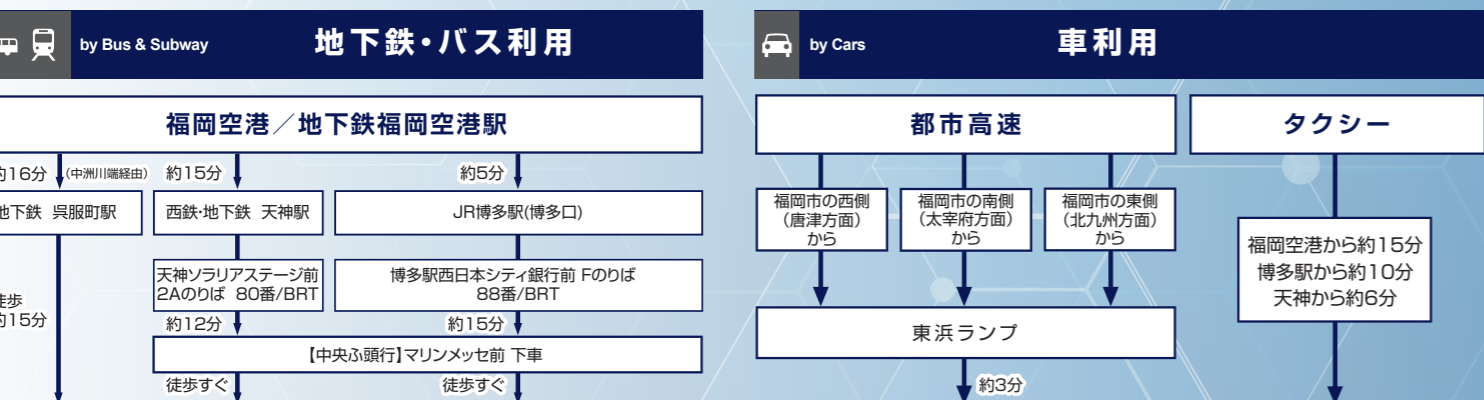 by Bus & Subway
地下鉄・バス利用
福岡空港／地下鉄福岡空港駅
約16分
(中洲川端経由)
約15分
約5分
地下鉄 呉服町駅
西鉄・地下鉄 天神駅
JR博多駅(博多口)
天神ソラリアステージ前
2Aのりば 80番/BRT
博多駅西日本シティ銀行前 Fのりば
88番/BRT
徒歩
約15分
約12分
約15分
【中央ふ頭行】マリンメッセ前 下車
徒歩すぐ
徒歩すぐ
by Cars
車利用
都市高速
福岡市の西側
(唐津方面)
から
福岡市の南側
(太宰府方面)
から
福岡市の東側
(北九州方面)
から
東浜ランプ
約3分
タクシー
福岡空港から約15分
博多駅から約10分
天神から約6分